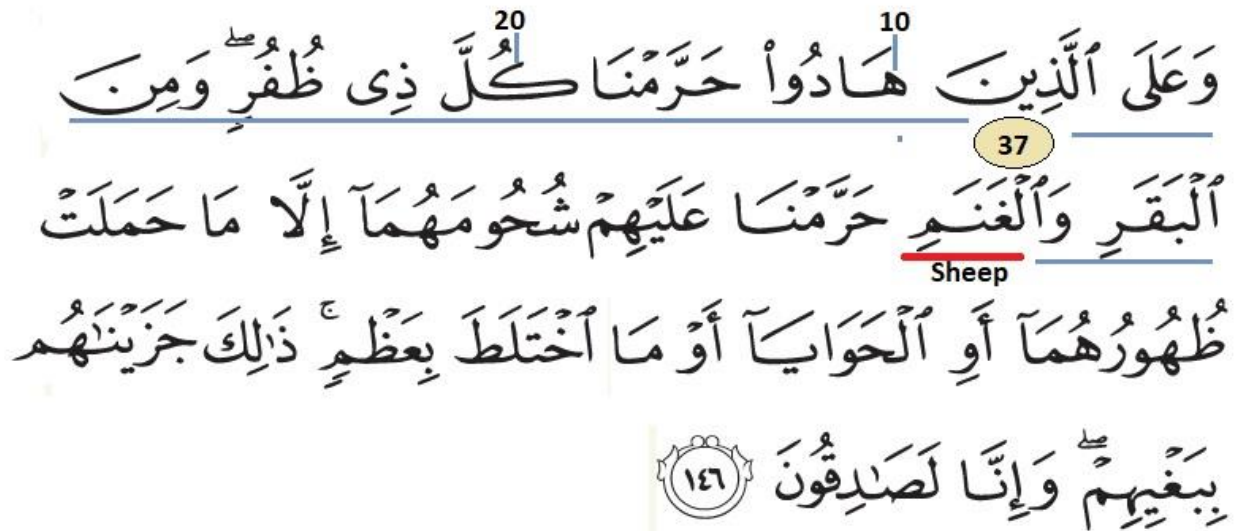 20 10
وَعَلَى ٱلَّذِينَ هَادُوا۟ حَرَّمْنَا كُلَّ ذِى ظُفُرٍۢ ۖ وَمِنَ
37
ٱلْبَقَرِ وَٱلْغَنَمِ حَرَّمْنَا عَلَيْهِمْ شُحُومَهُمَآ إِلَّا مَا حَمَلَتْ
Sheep
ظُهُورُهُمَآ أَوِ ٱلْحَوَايَآ أَوْ مَا ٱخْتَلَطَ بِعَظْمٍۢ ۚ ذَٰلِكَ جَزَيْنَـٰهُم
بِبَغْيِهِمْ ۖ وَإِنَّا لَصَـٰدِقُونَ ١٤٦